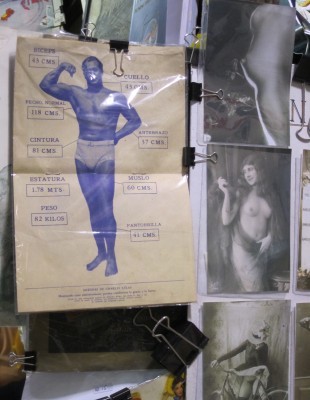 BICEPS
43 CMS.
CUELLO
43 CMS.
PECHO NORMAL
119 CMS.
ANTEBRAZO
37 CMS.
CINTURA
81 CMS.
ESTATURA
1.78 MTS.
MUSLO
60 CMS.
PESO
82 KILOS
PANTORRILLA
41 CMS.
N